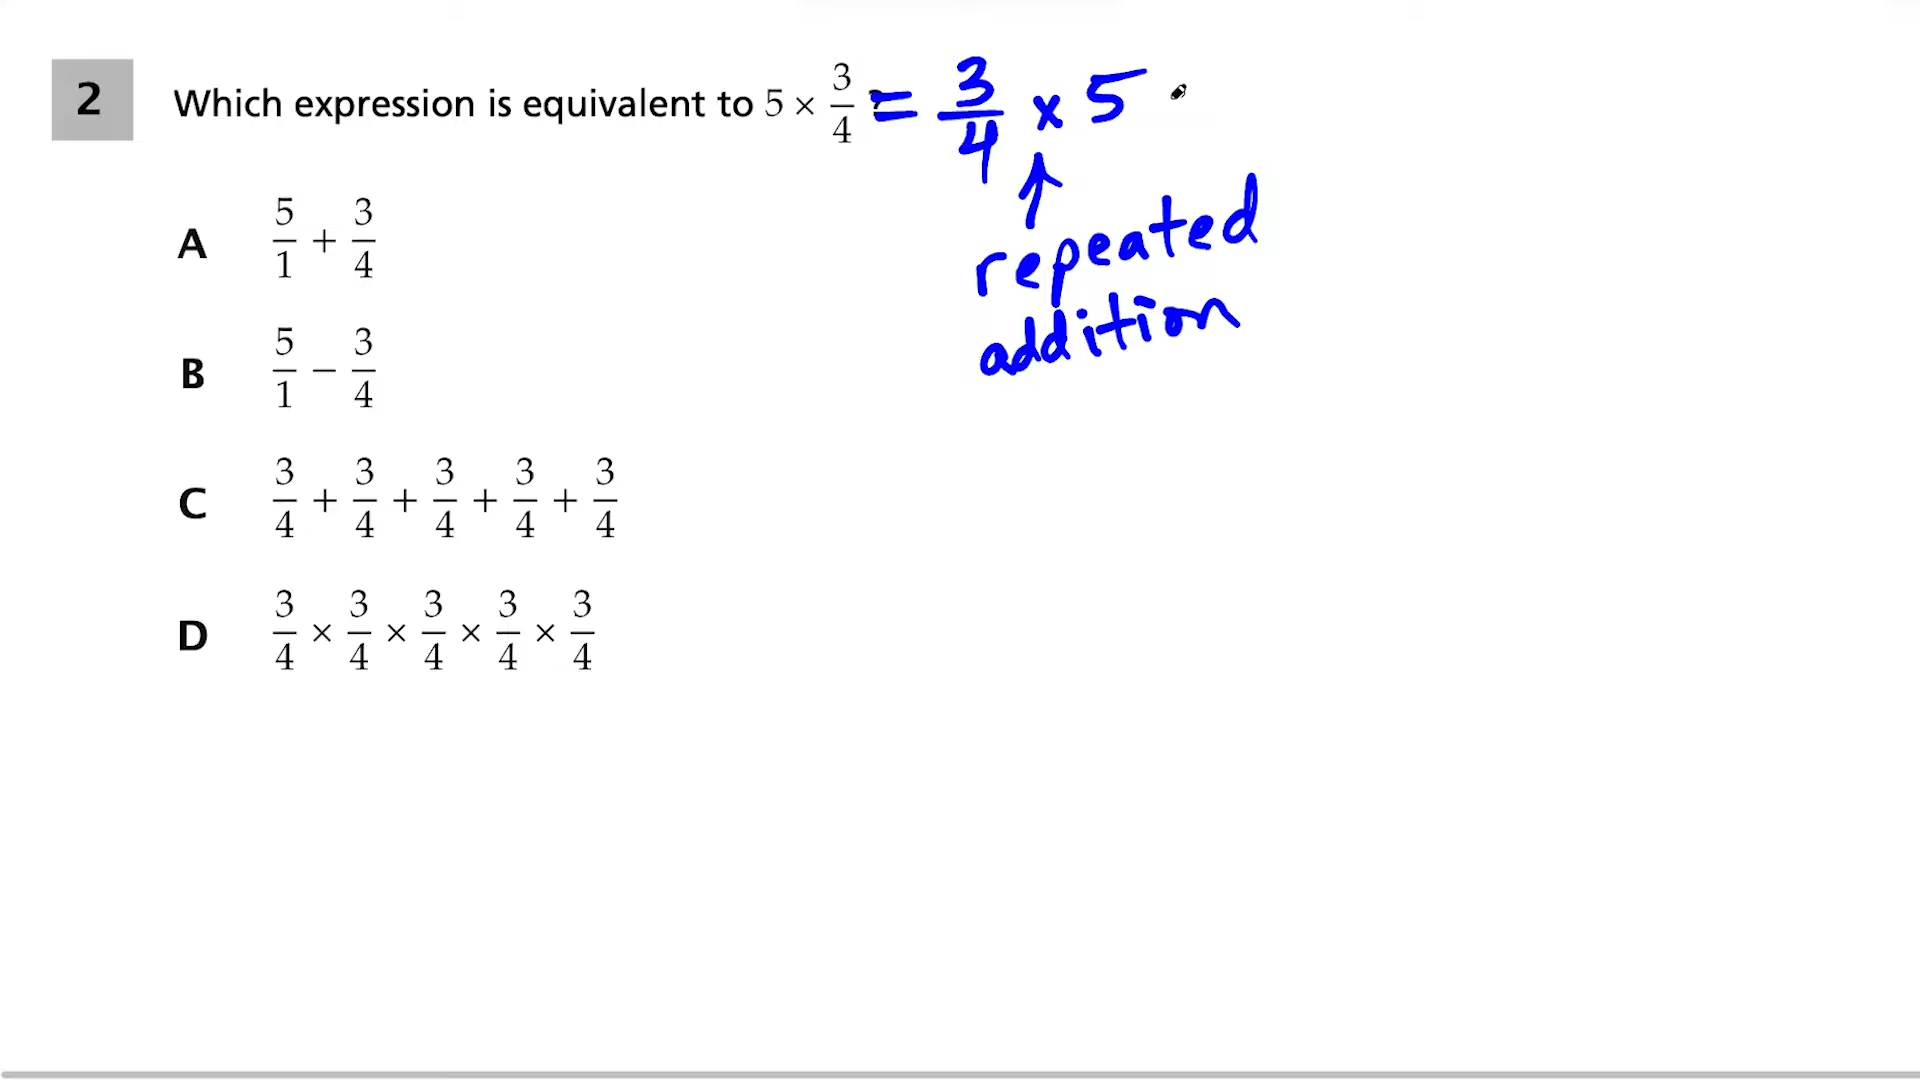 2 Which expression is equivalent to 5 × 3/4 ? = 3/4 × 5
repeated
addition
A 5/1 + 3/4
B 5/1 − 3/4
C 3/4 + 3/4 + 3/4 + 3/4 + 3/4
D 3/4 × 3/4 × 3/4 × 3/4 × 3/4